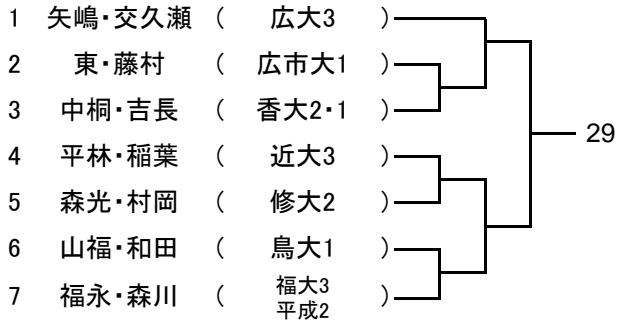 1 矢嶋・交久瀬 ( 広大3 )
2 東・藤村 ( 広市大1 )
3 中桐・吉長 ( 香大2・1 )
29
4 平林・稲葉 ( 近大3 )
5 森光・村岡 ( 修大2 )
6 山福・和田 ( 鳥大1 )
7 福永・森川 ( 福大3
平成2 )